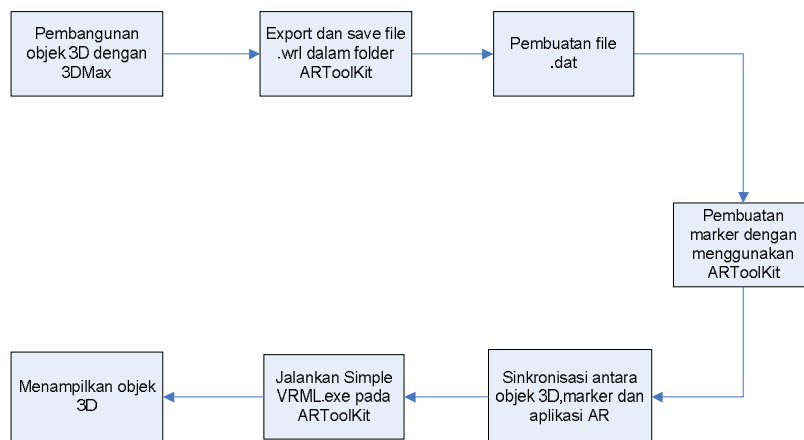 Pembangunan
objek 3D dengan
3DMax
Export dan save file
.wrl dalam folder
ARToolKit
Pembuatan file
.dat
Pembuatan
marker dengan
menggunakan
ARToolKit
Sinkronisasi antara
objek 3D,marker dan
aplikasi AR
Jalankan Simple
VRML.exe pada
ARToolKit
Menampilkan objek
3D